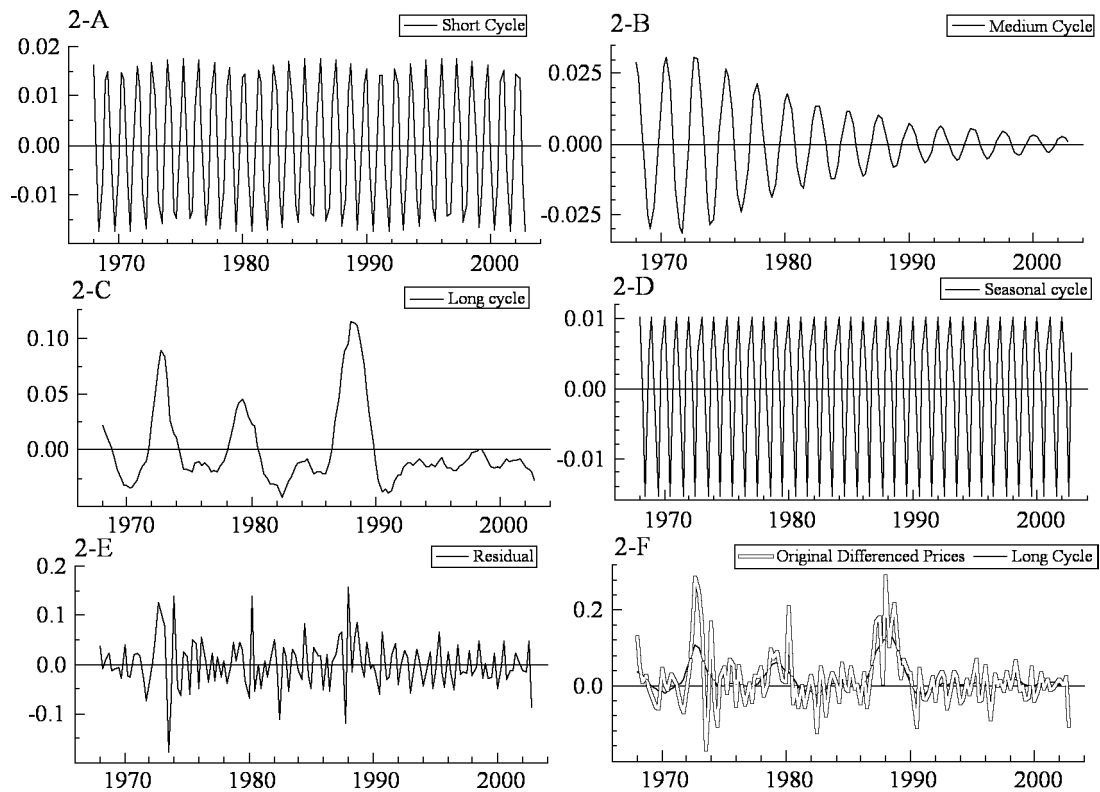 2-A
Short Cycle
0.02
0.01
0.00
-0.01
1970 1980 1990 2000
2-B
Medium Cycle
0.025
0.000
-0.025
1970 1980 1990 2000
2-C
Long cycle
0.10
0.05
0.00
1970 1980 1990 2000
2-D
Seasonal cycle
0.01
0.00
-0.01
1970 1980 1990 2000
2-E
Residual
0.2
0.1
0.0
-0.1
1970 1980 1990 2000
2-F
Original Differenced Prices Long Cycle
0.2
0.0
1970 1980 1990 2000